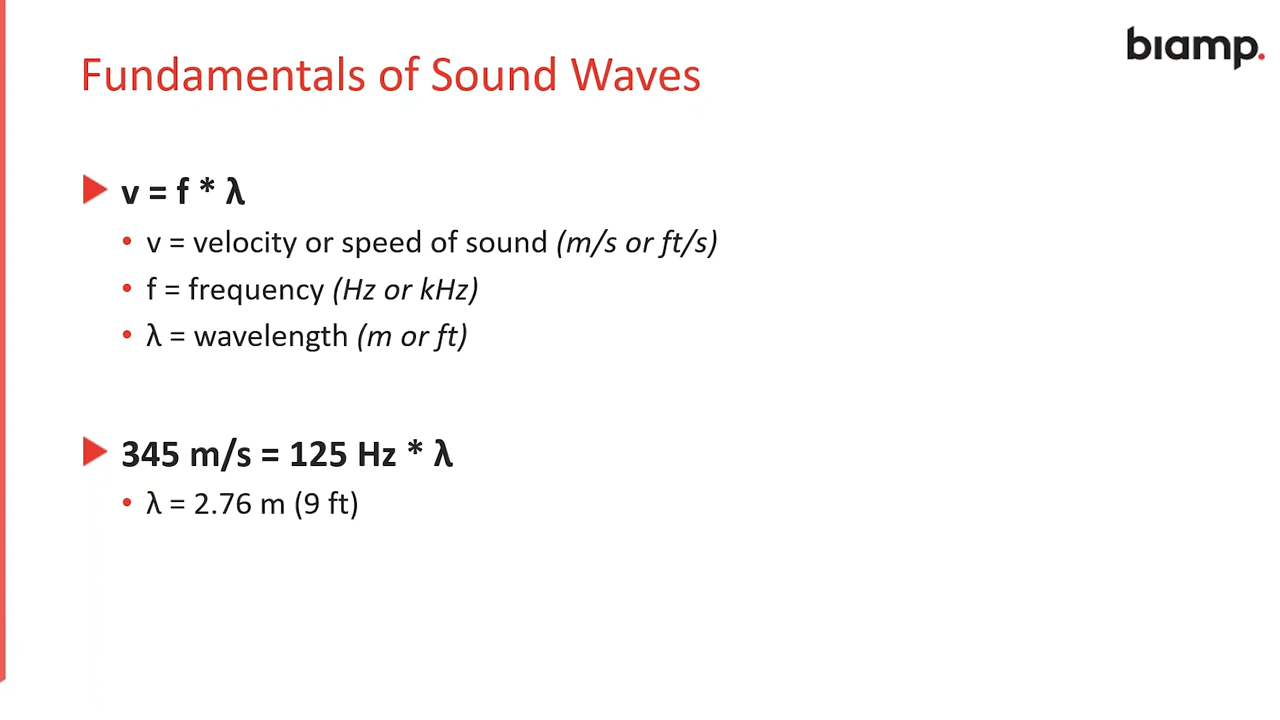 biamp.
Fundamentals of Sound Waves
v = f * λ
v = velocity or speed of sound (m/s or ft/s)
f = frequency (Hz or kHz)
λ = wavelength (m or ft)
345 m/s = 125 Hz * λ
λ = 2.76 m (9 ft)